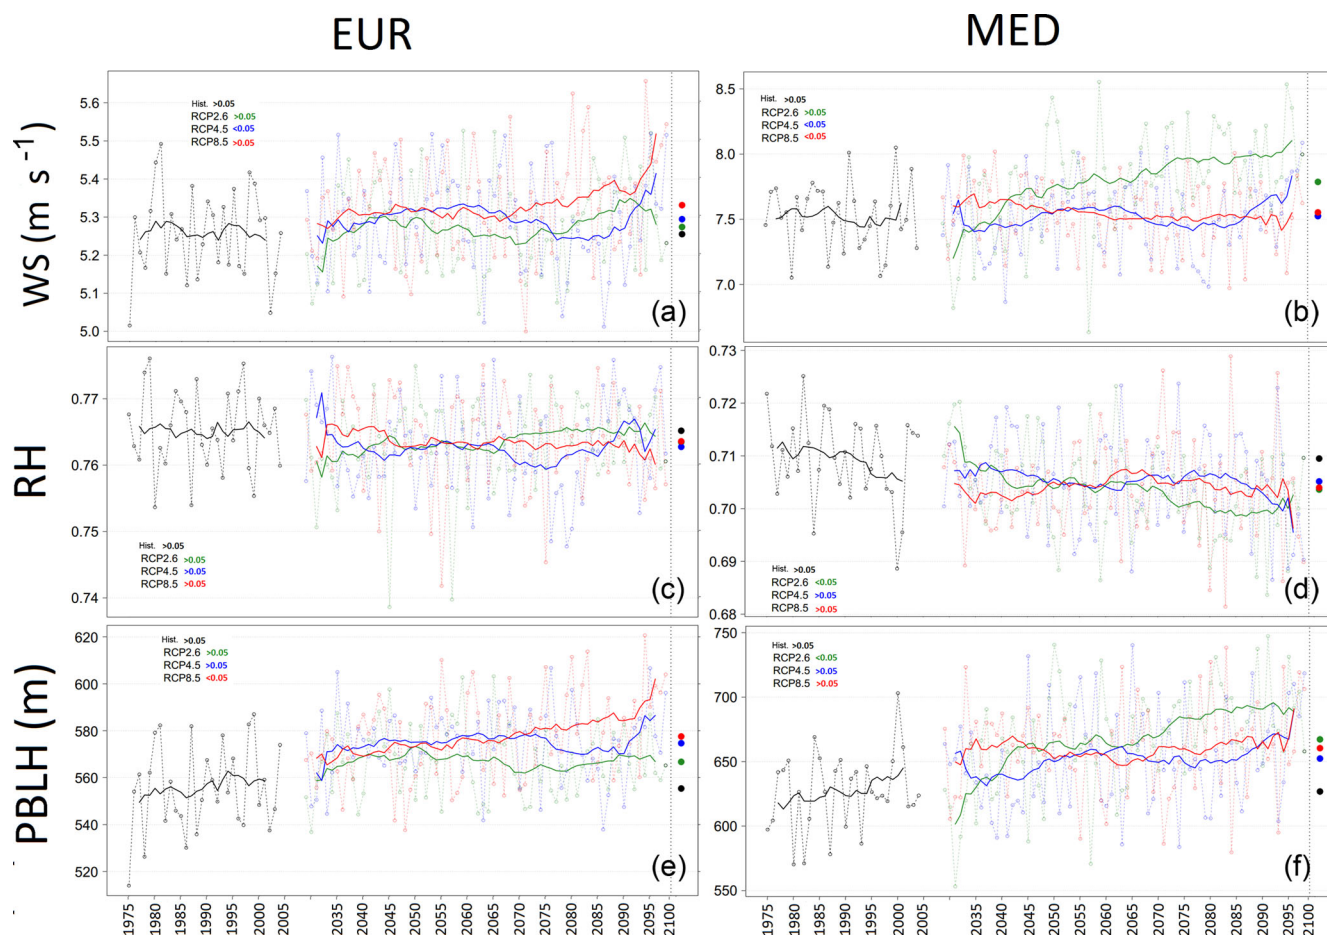 EUR
MED
WS (m s -1)
5.6
5.5
5.4
5.3
5.2
5.1
5.0
Hist. >0.05
RCP2.6 >0.05
RCP4.5 <0.05
RCP8.5 >0.05
(a)
8.5
8.0
7.5
7.0
Hist. >0.05
RCP2.6 >0.05
RCP4.5 <0.05
RCP8.5 <0.05
(b)
RH
0.77
0.76
0.75
0.74
Hist. >0.05
RCP2.6 >0.05
RCP4.5 >0.05
RCP8.5 >0.05
(c)
0.73
0.72
0.71
0.70
0.69
0.68
Hist. >0.05
RCP2.6 <0.05
RCP4.5 >0.05
RCP8.5 >0.05
(d)
PBLH (m)
620
600
580
560
540
520
Hist. >0.05
RCP2.6 >0.05
RCP4.5 >0.05
RCP8.5 <0.05
(e)
750
700
650
600
550
Hist. >0.05
RCP2.6 <0.05
RCP4.5 >0.05
RCP8.5 >0.05
(f)
1975 1980 1985 1990 1995 2000 2005 2035 2040 2045 2050 2055 2060 2065 2070 2075 2080 2085 2090 2095 2100
1975 1980 1985 1990 1995 2000 2005 2035 2040 2045 2050 2055 2060 2065 2070 2075 2080 2085 2090 2095 2100